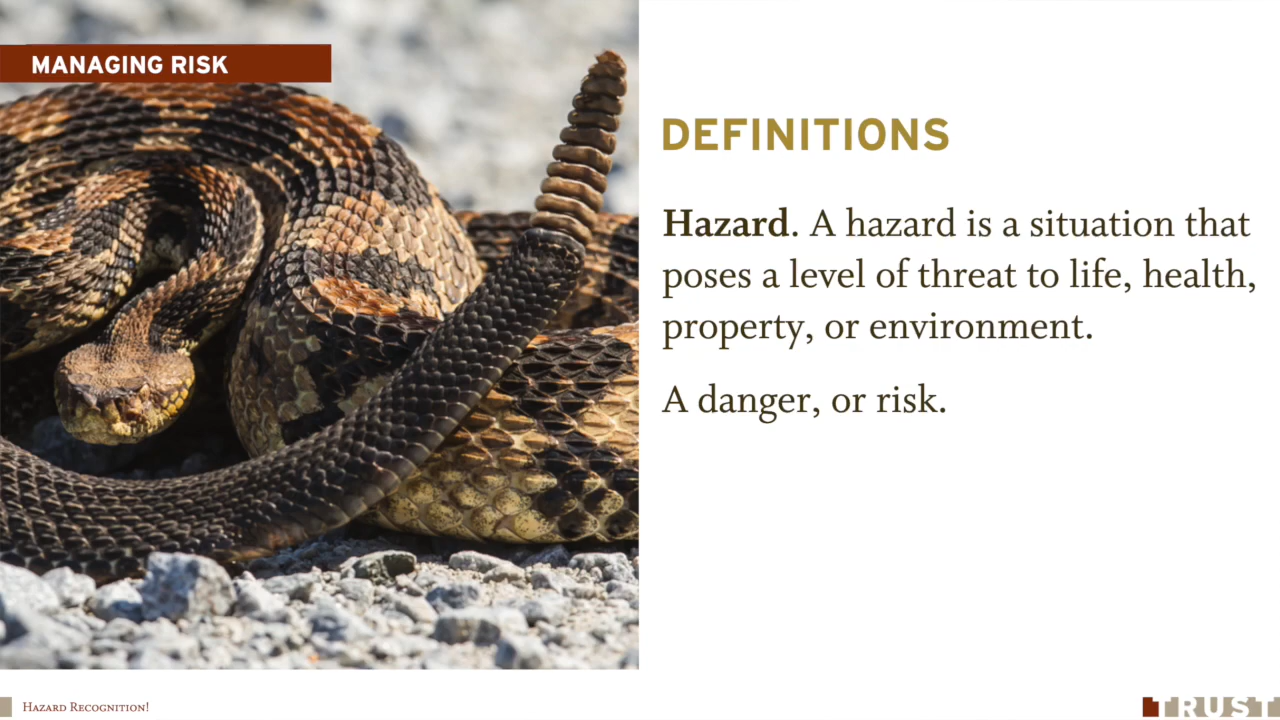 MANAGING RISK
DEFINITIONS
Hazard. A hazard is a situation that
poses a level of threat to life, health,
property, or environment.
A danger, or risk.
Hazard Recognition!
TRUST